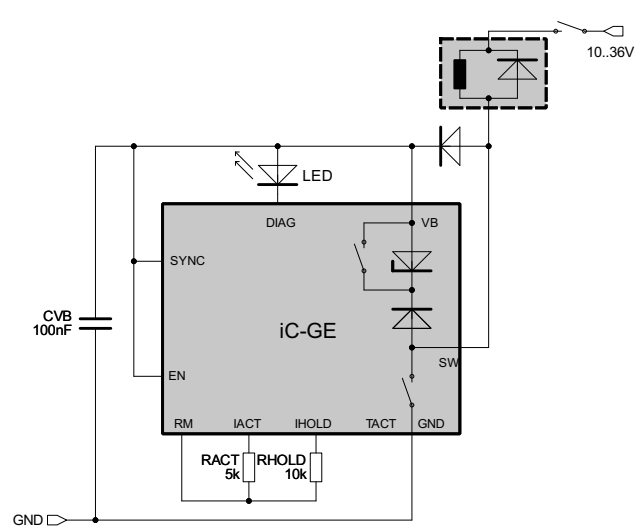 10..36V
LED
DIAG
VB
SYNC
CVB
100nF
iC-GE
SW
EN
RM IACT IHOLD TACT GND
RACT RHOLD
5k 10k
GND